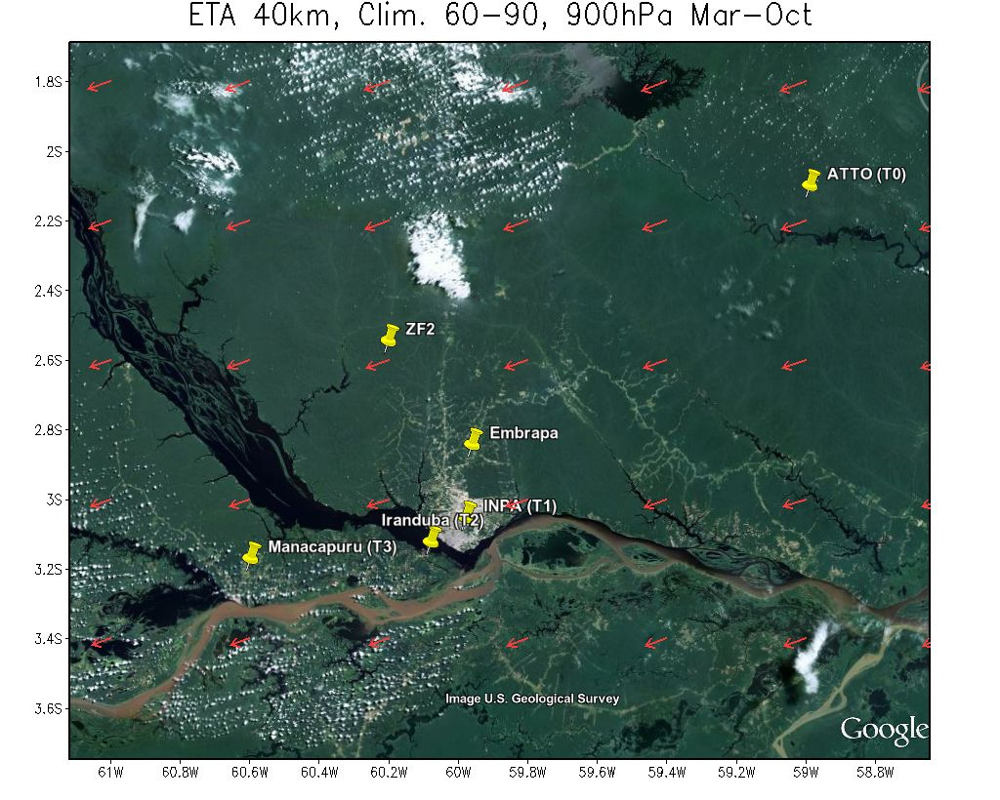 ETA 40km, Clim. 60-90, 900hPa Mar-Oct
1.8S
2S
ATTO (T0)
2.2S
2.4S
ZF2
2.6S
2.8S
Embrapa
3S
INPA (T1)
Iranduba (T2)
Manacapuru (T3)
3.2S
3.4S
3.6S
Image U.S. Geological Survey
Google
61W 60.8W 60.6W 60.4W 60.2W 60W 59.8W 59.6W 59.4W 59.2W 59W 58.8W